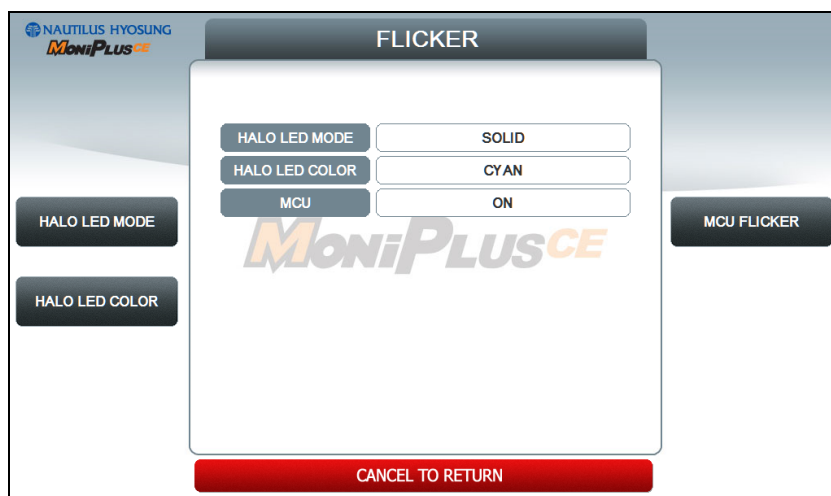 NAUTILUS HYOSUNG
MONiPLUSCE
FLICKER
HALO LED MODE
SOLID
HALO LED COLOR
CYAN
MCU
ON
MONiPLUSCE
HALO LED MODE
MCU FLICKER
HALO LED COLOR
CANCEL TO RETURN